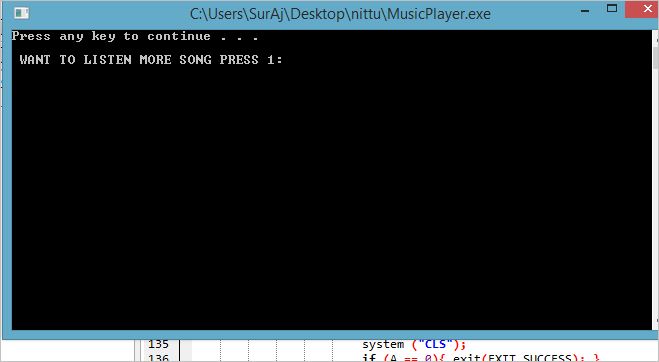 C:\Users\SurAj\Desktop\nittu\MusicPlayer.exe
Press any key to continue . . .
WANT TO LISTEN MORE SONG PRESS 1:
135 system ("CLS");
136 if (A == 0){ exit(EXIT_SUCCESS); }